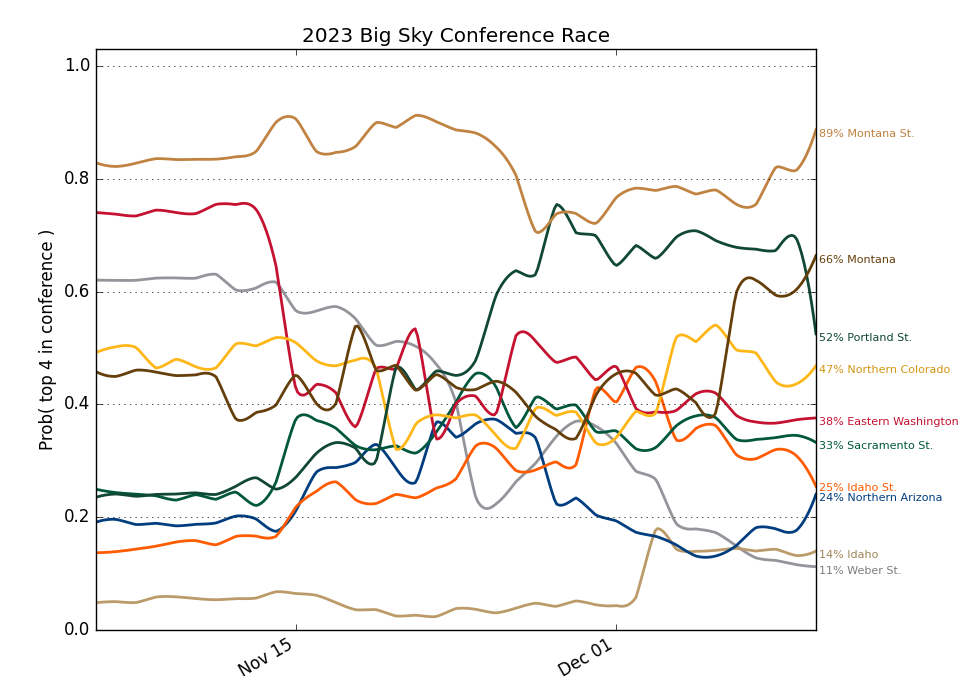 2023 Big Sky Conference Race
Prob( top 4 in conference )
1.0
0.8
0.6
0.4
0.2
0.0
Nov 15
Dec 01
89% Montana St.
66% Montana
52% Portland St.
47% Northern Colorado
38% Eastern Washington
33% Sacramento St.
25% Idaho St.
24% Northern Arizona
14% Idaho
11% Weber St.